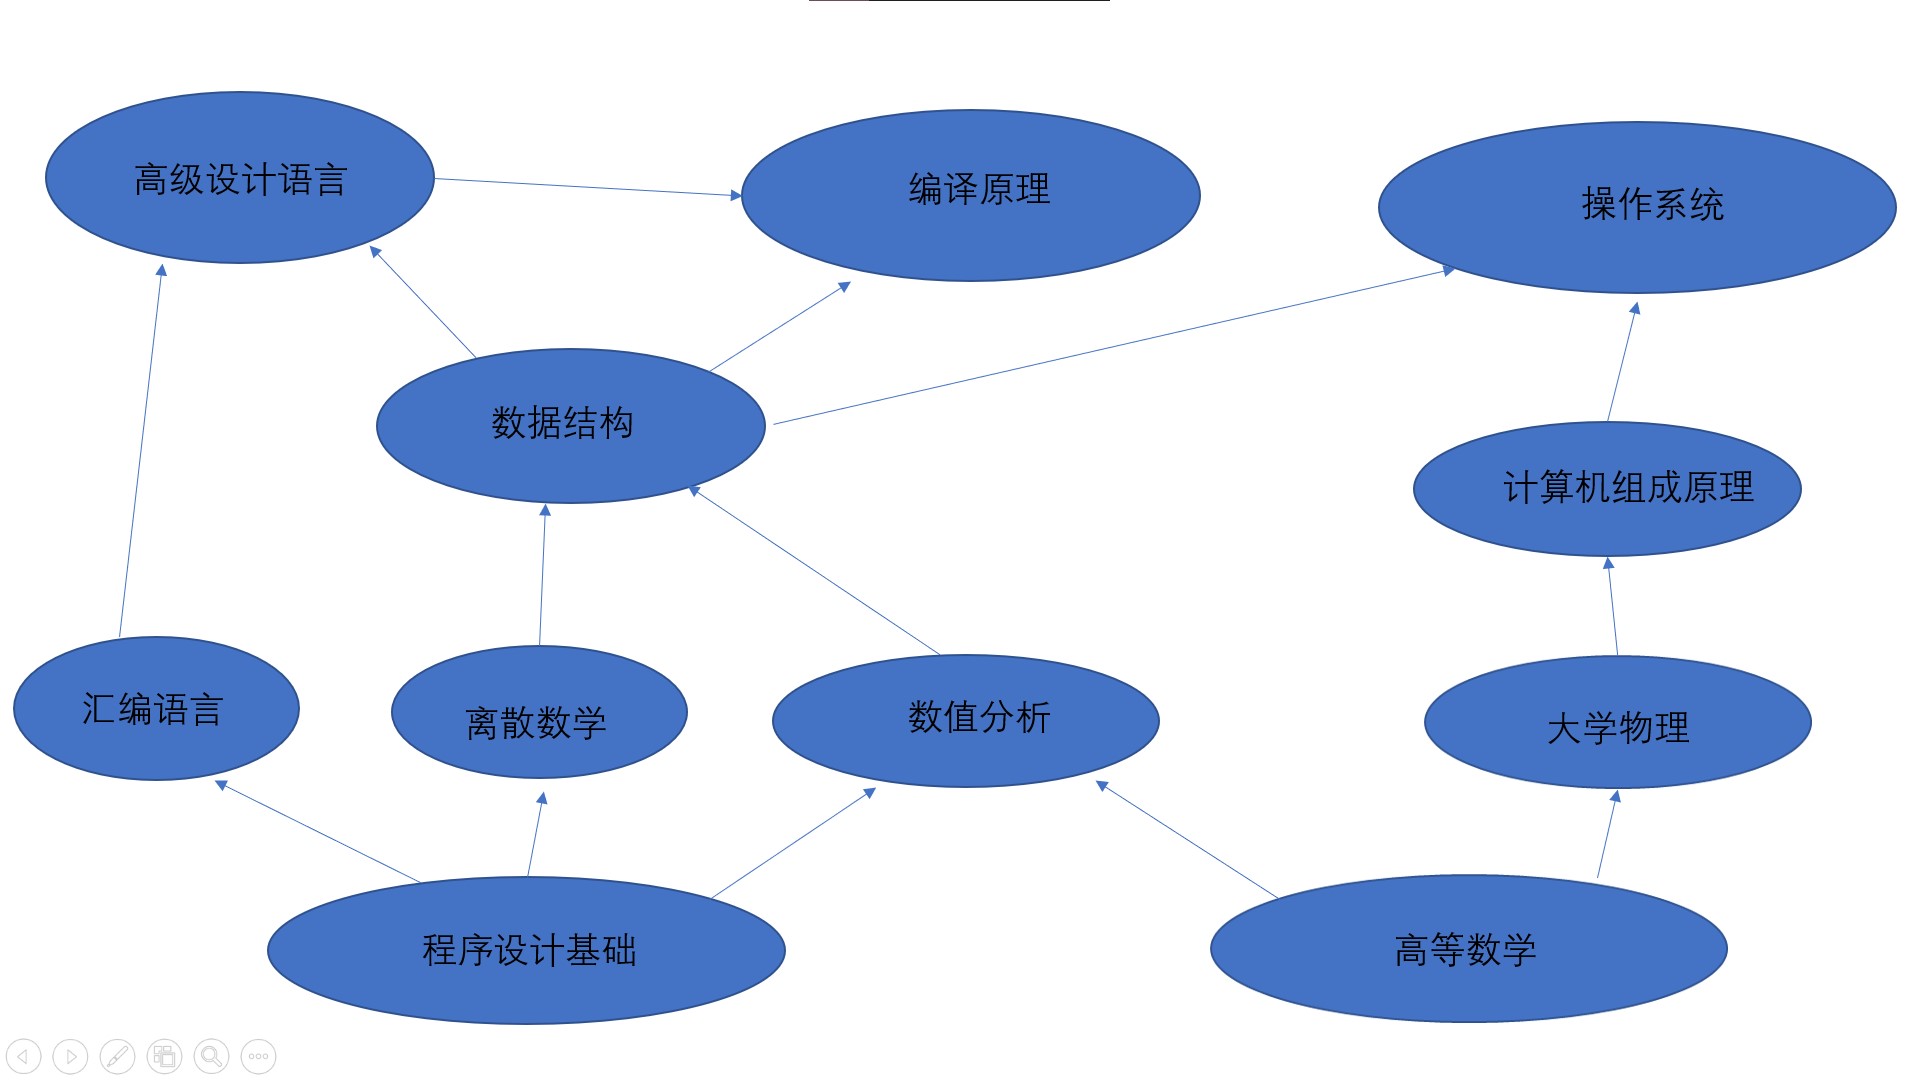 高级设计语言
编译原理
操作系统
数据结构
计算机组成原理
汇编语言
离散数学
数值分析
大学物理
程序设计基础
高等数学